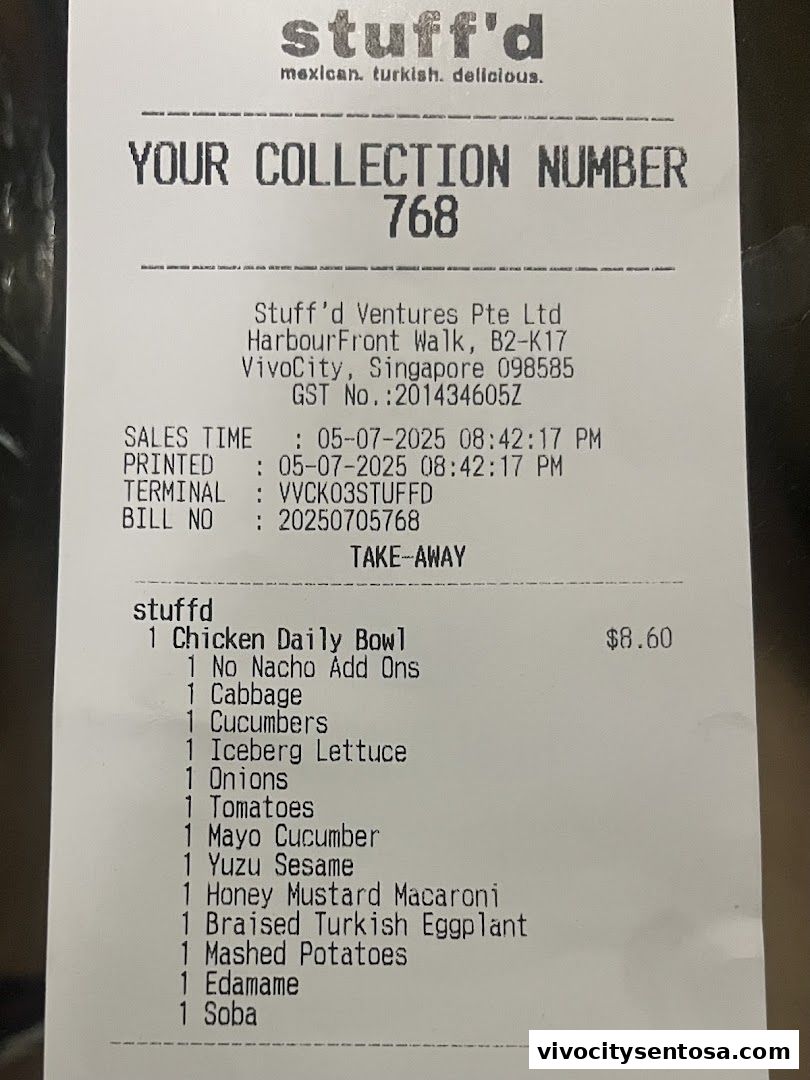 stuff'd
mexican. turkish. delicious.
YOUR COLLECTION NUMBER
768
Stuff'd Ventures Pte Ltd
HarbourFront Walk, B2-K17
VivoCity, Singapore 098585
GST No.:201434605Z
SALES TIME : 05-07-2025 08:42:17 PM
PRINTED : 05-07-2025 08:42:17 PM
TERMINAL : VVCK03STUFFD
BILL NO : 20250705768
TAKE-AWAY
stuffd
1 Chicken Daily Bowl $8.60
1 No Nacho Add Ons
1 Cabbage
1 Cucumbers
1 Iceberg Lettuce
1 Onions
1 Tomatoes
1 Mayo Cucumber
1 Yuzu Sesame
1 Honey Mustard Macaroni
1 Braised Turkish Eggplant
1 Mashed Potatoes
1 Edamame
1 Soba
vivocitysentosa.com